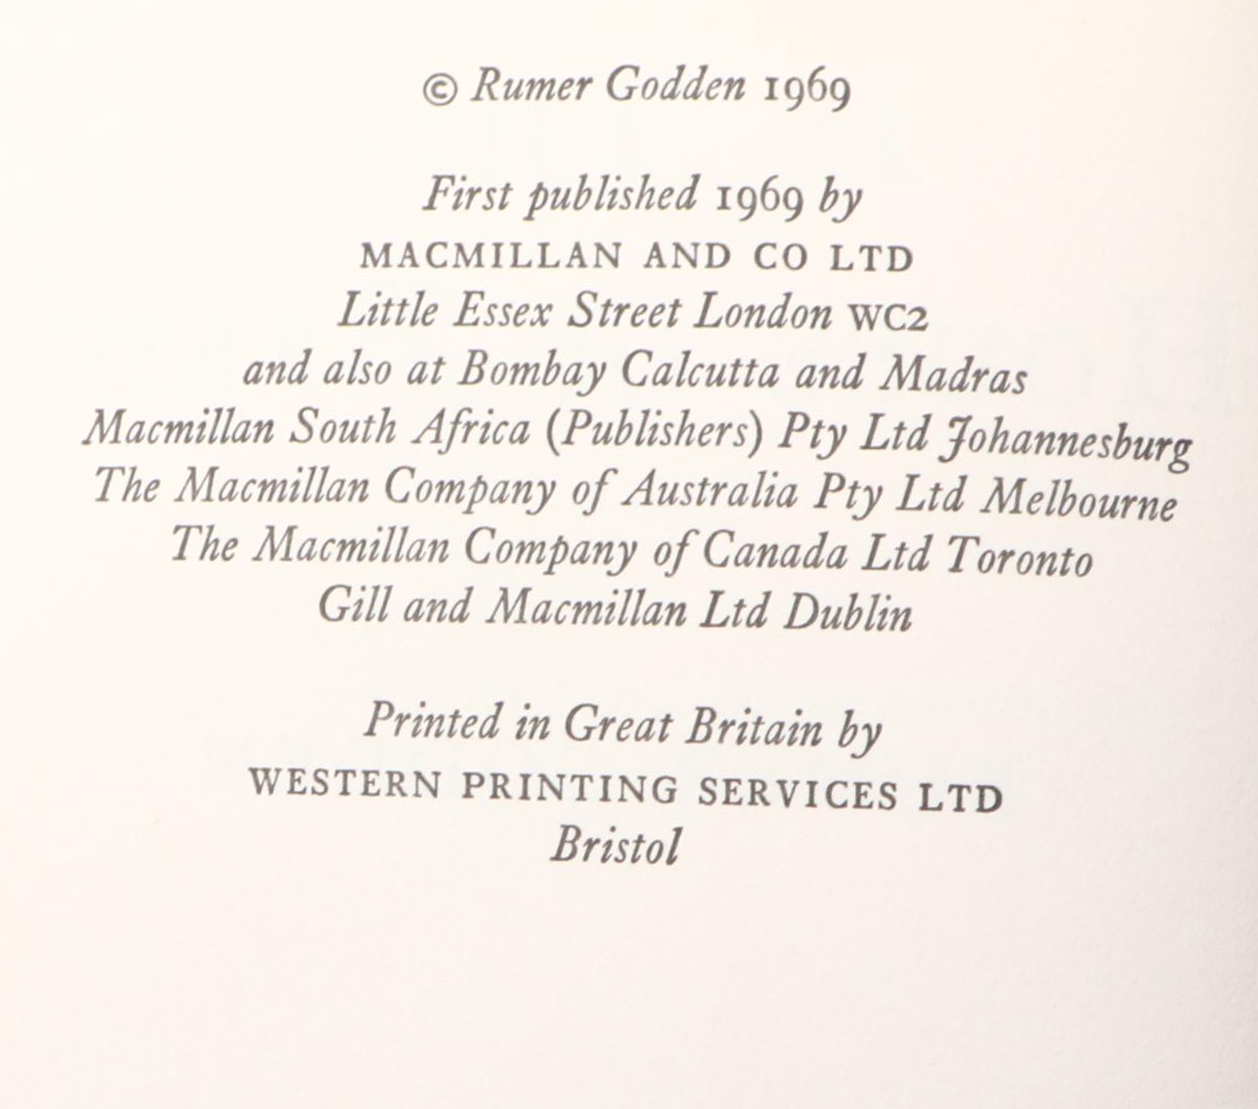 © Rumer Godden 1969
First published 1969 by
MACMILLAN AND CO LTD
Little Essex Street London WC2
and also at Bombay Calcutta and Madras
Macmillan South Africa (Publishers) Pty Ltd Johannesburg
The Macmillan Company of Australia Pty Ltd Melbourne
The Macmillan Company of Canada Ltd Toronto
Gill and Macmillan Ltd Dublin
Printed in Great Britain by
WESTERN PRINTING SERVICES LTD
Bristol